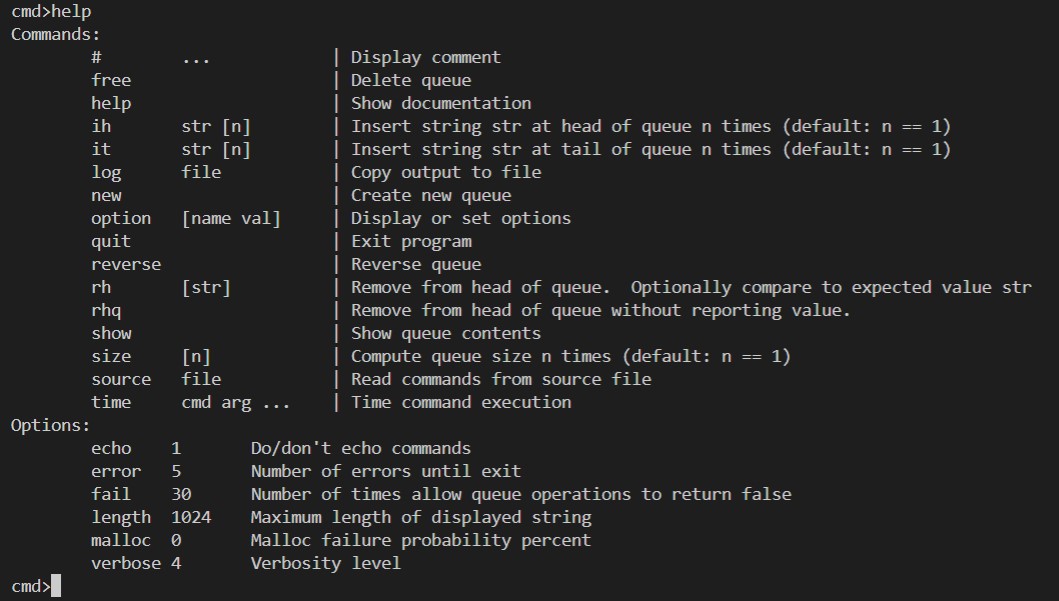 cmd>help
Commands:
        #        ...            | Display comment
        free                    | Delete queue
        help                    | Show documentation
        ih       str [n]        | Insert string str at head of queue n times (default: n == 1)
        it       str [n]        | Insert string str at tail of queue n times (default: n == 1)
        log      file           | Copy output to file
        new                     | Create new queue
        option   [name val]     | Display or set options
        quit                    | Exit program
        reverse                 | Reverse queue
        rh       [str]          | Remove from head of queue.  Optionally compare to expected value str
        rhq                     | Remove from head of queue without reporting value.
        show                    | Show queue contents
        size     [n]            | Compute queue size n times (default: n == 1)
        source   file           | Read commands from source file
        time     cmd arg ...    | Time command execution
Options:
        echo    1       Do/don't echo commands
        error   5       Number of errors until exit
        fail    30      Number of times allow queue operations to return false
        length  1024    Maximum length of displayed string
        malloc  0       Malloc failure probability percent
        verbose 4       Verbosity level
cmd>